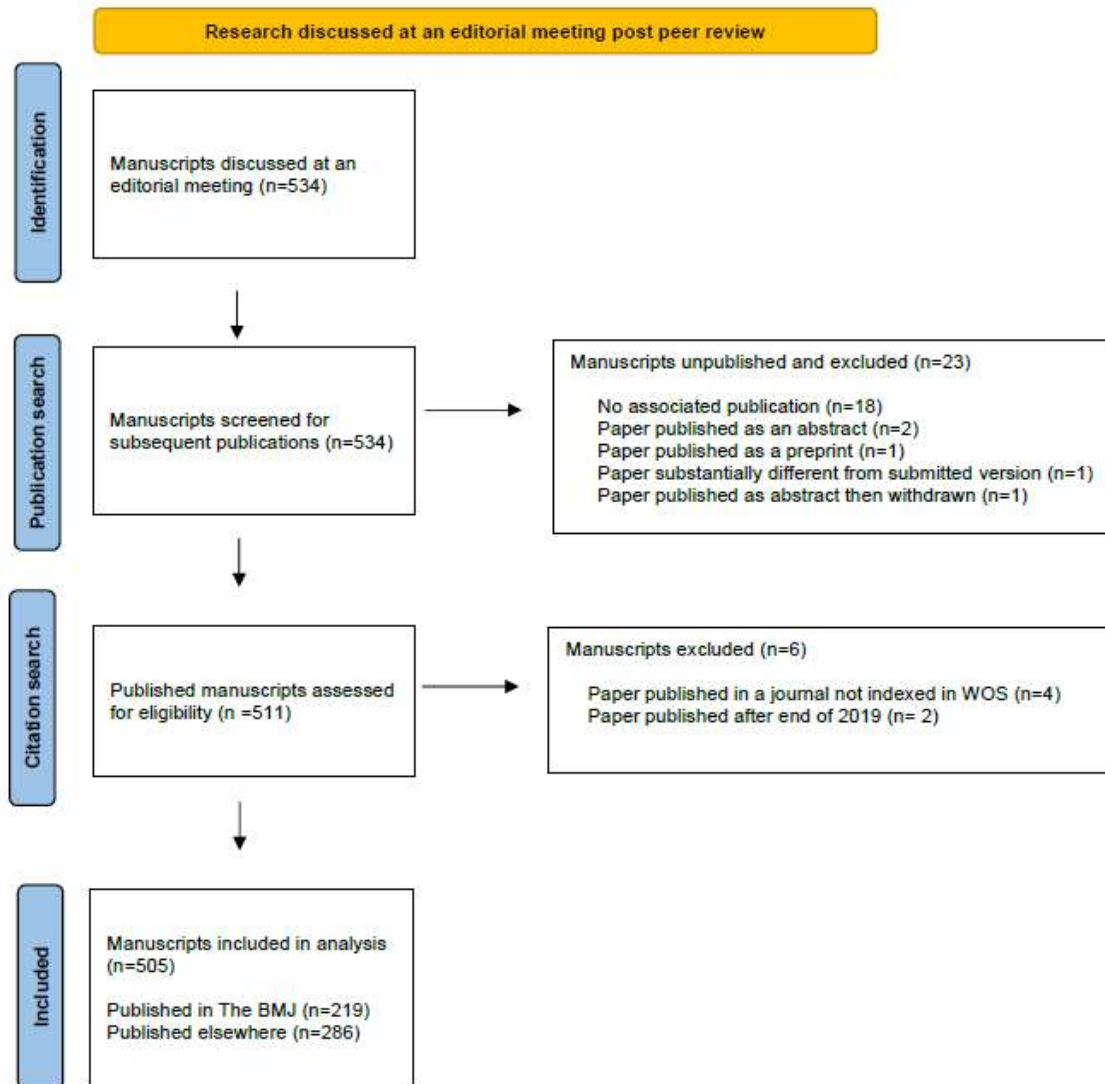 Research discussed at an editorial meeting post peer review
Identification
Manuscripts discussed at an
editorial meeting (n=534)
Publication search
Manuscripts screened for
subsequent publications (n=534)
Manuscripts unpublished and excluded (n=23)
No associated publication (n=18)
Paper published as an abstract (n=2)
Paper published as a preprint (n=1)
Paper substantially different from submitted version (n=1)
Paper published as abstract then withdrawn (n=1)
Citation search
Published manuscripts assessed
for eligibility (n =511)
Manuscripts excluded (n=6)
Paper published in a journal not indexed in WOS (n=4)
Paper published after end of 2019 (n= 2)
Included
Manuscripts included in analysis
(n=505)
Published in The BMJ (n=219)
Published elsewhere (n=286)